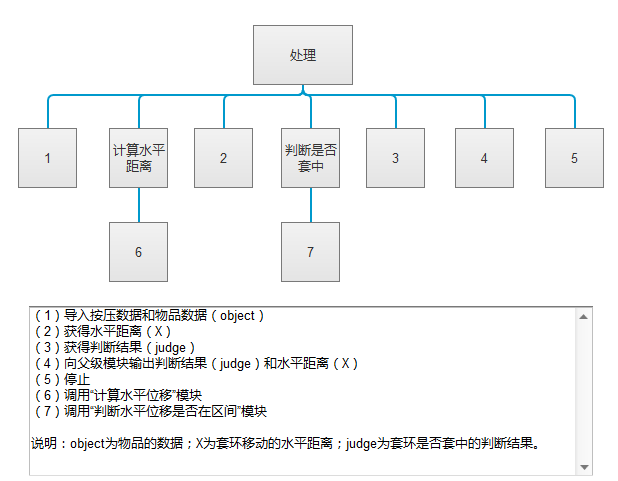 处理
1
计算水平
距离
2
判断是否
套中
3
4
5
6
7
（1）导入按压数据和物品数据（object）
（2）获得水平距离（X）
（3）获得判断结果（judge）
（4）向父级模块输出判断结果（judge）和水平距离（X）
（5）停止
（6）调用“计算水平位移”模块
（7）调用“判断水平位移是否在区间”模块
说明：object为物品的数据；X为套环移动的水平距离；judge为套环是否套中的判断结果。